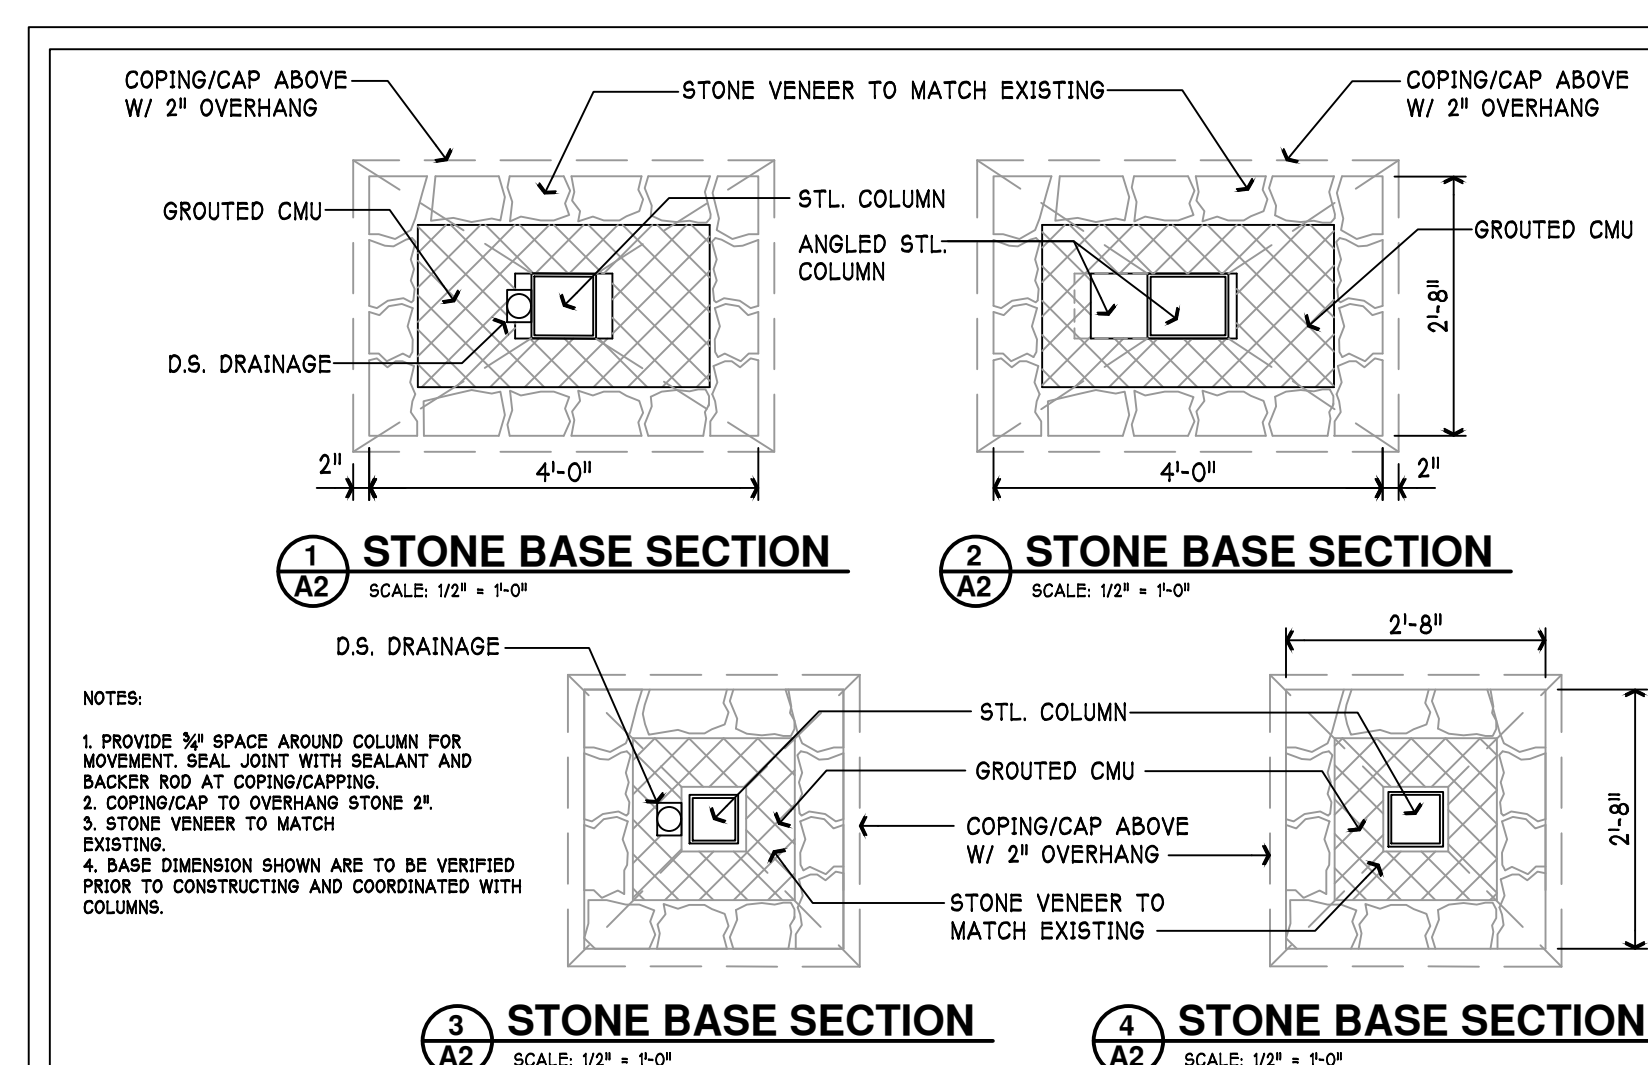 COPING/CAP ABOVE
W/ 2" OVERHANG
STONE VENEER TO MATCH EXISTING
COPING/CAP ABOVE
W/ 2" OVERHANG
GROUTED CMU
STL. COLUMN
ANGLED STL.
COLUMN
GROUTED CMU
D.S. DRAINAGE
2'-8"
2"
4'-0"
4'-0"
2"
1
A2
STONE BASE SECTION
SCALE: 1/2" = 1'-0"
2
A2
STONE BASE SECTION
SCALE: 1/2" = 1'-0"
D.S. DRAINAGE
2'-8"
NOTES:
1. PROVIDE ¾" SPACE AROUND COLUMN FOR
MOVEMENT. SEAL JOINT WITH SEALANT AND
BACKER ROD AT COPING/CAPPING.
2. COPING/CAP TO OVERHANG STONE 2".
3. STONE VENEER TO MATCH
EXISTING.
4. BASE DIMENSION SHOWN ARE TO BE VERIFIED
PRIOR TO CONSTRUCTING AND COORDINATED WITH
COLUMNS.
STL. COLUMN
GROUTED CMU
COPING/CAP ABOVE
W/ 2" OVERHANG
STONE VENEER TO
MATCH EXISTING
2'-8"
3
A2
STONE BASE SECTION
SCALE: 1/2" = 1'-0"
4
A2
STONE BASE SECTION
SCALE: 1/2" = 1'-0"